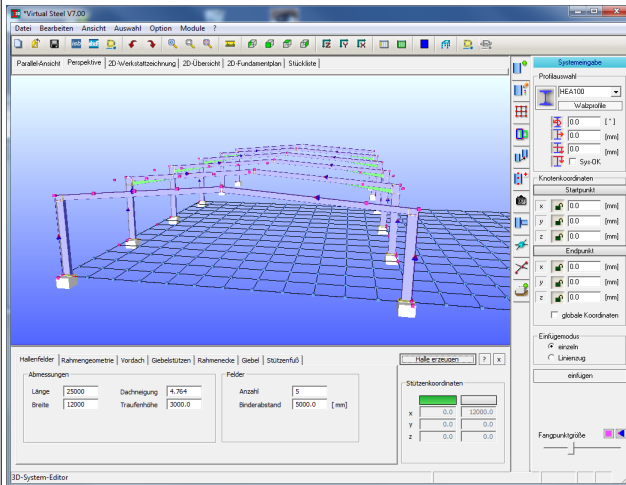 *Virtual Steel V7.00
Datei Bearbeiten Ansicht Auswahl Option Module ?
Parallel-Ansicht Perspektive 2D-Werkstattzeichnung 2D-Übersicht 2D-Fundamentplan Stückliste
Systemeingabe
Profilauswahl
HEA100
Walzprofile
0.0 [°]
0.0 [mm]
0.0 [mm]
Sys-OK
Knotenkoordinaten
Startpunkt
x 0.0 [mm]
y 0.0 [mm]
z 0.0 [mm]
Endpunkt
x 0.0 [mm]
y 0.0 [mm]
z 0.0 [mm]
globale Koordinaten
Einfügemodus
einzeln
Linienzug
einfügen
Fangpunktgröße
Hallenfelder Rahmengeometrie Vordach Giebelstützen Rahmenecke Giebel Stützenfuß
Halle erzeugen ? x
Abmessungen
Länge 25000 Dachneigung 4.764
Breite 12000 Traufenhöhe 3000.0
Felder
Anzahl 5
Binderabstand 5000.0 [mm]
Stützenkoordinaten
x 0.0 12000.0
y 0.0 0.0
z 0.0 0.0
3D-System-Editor